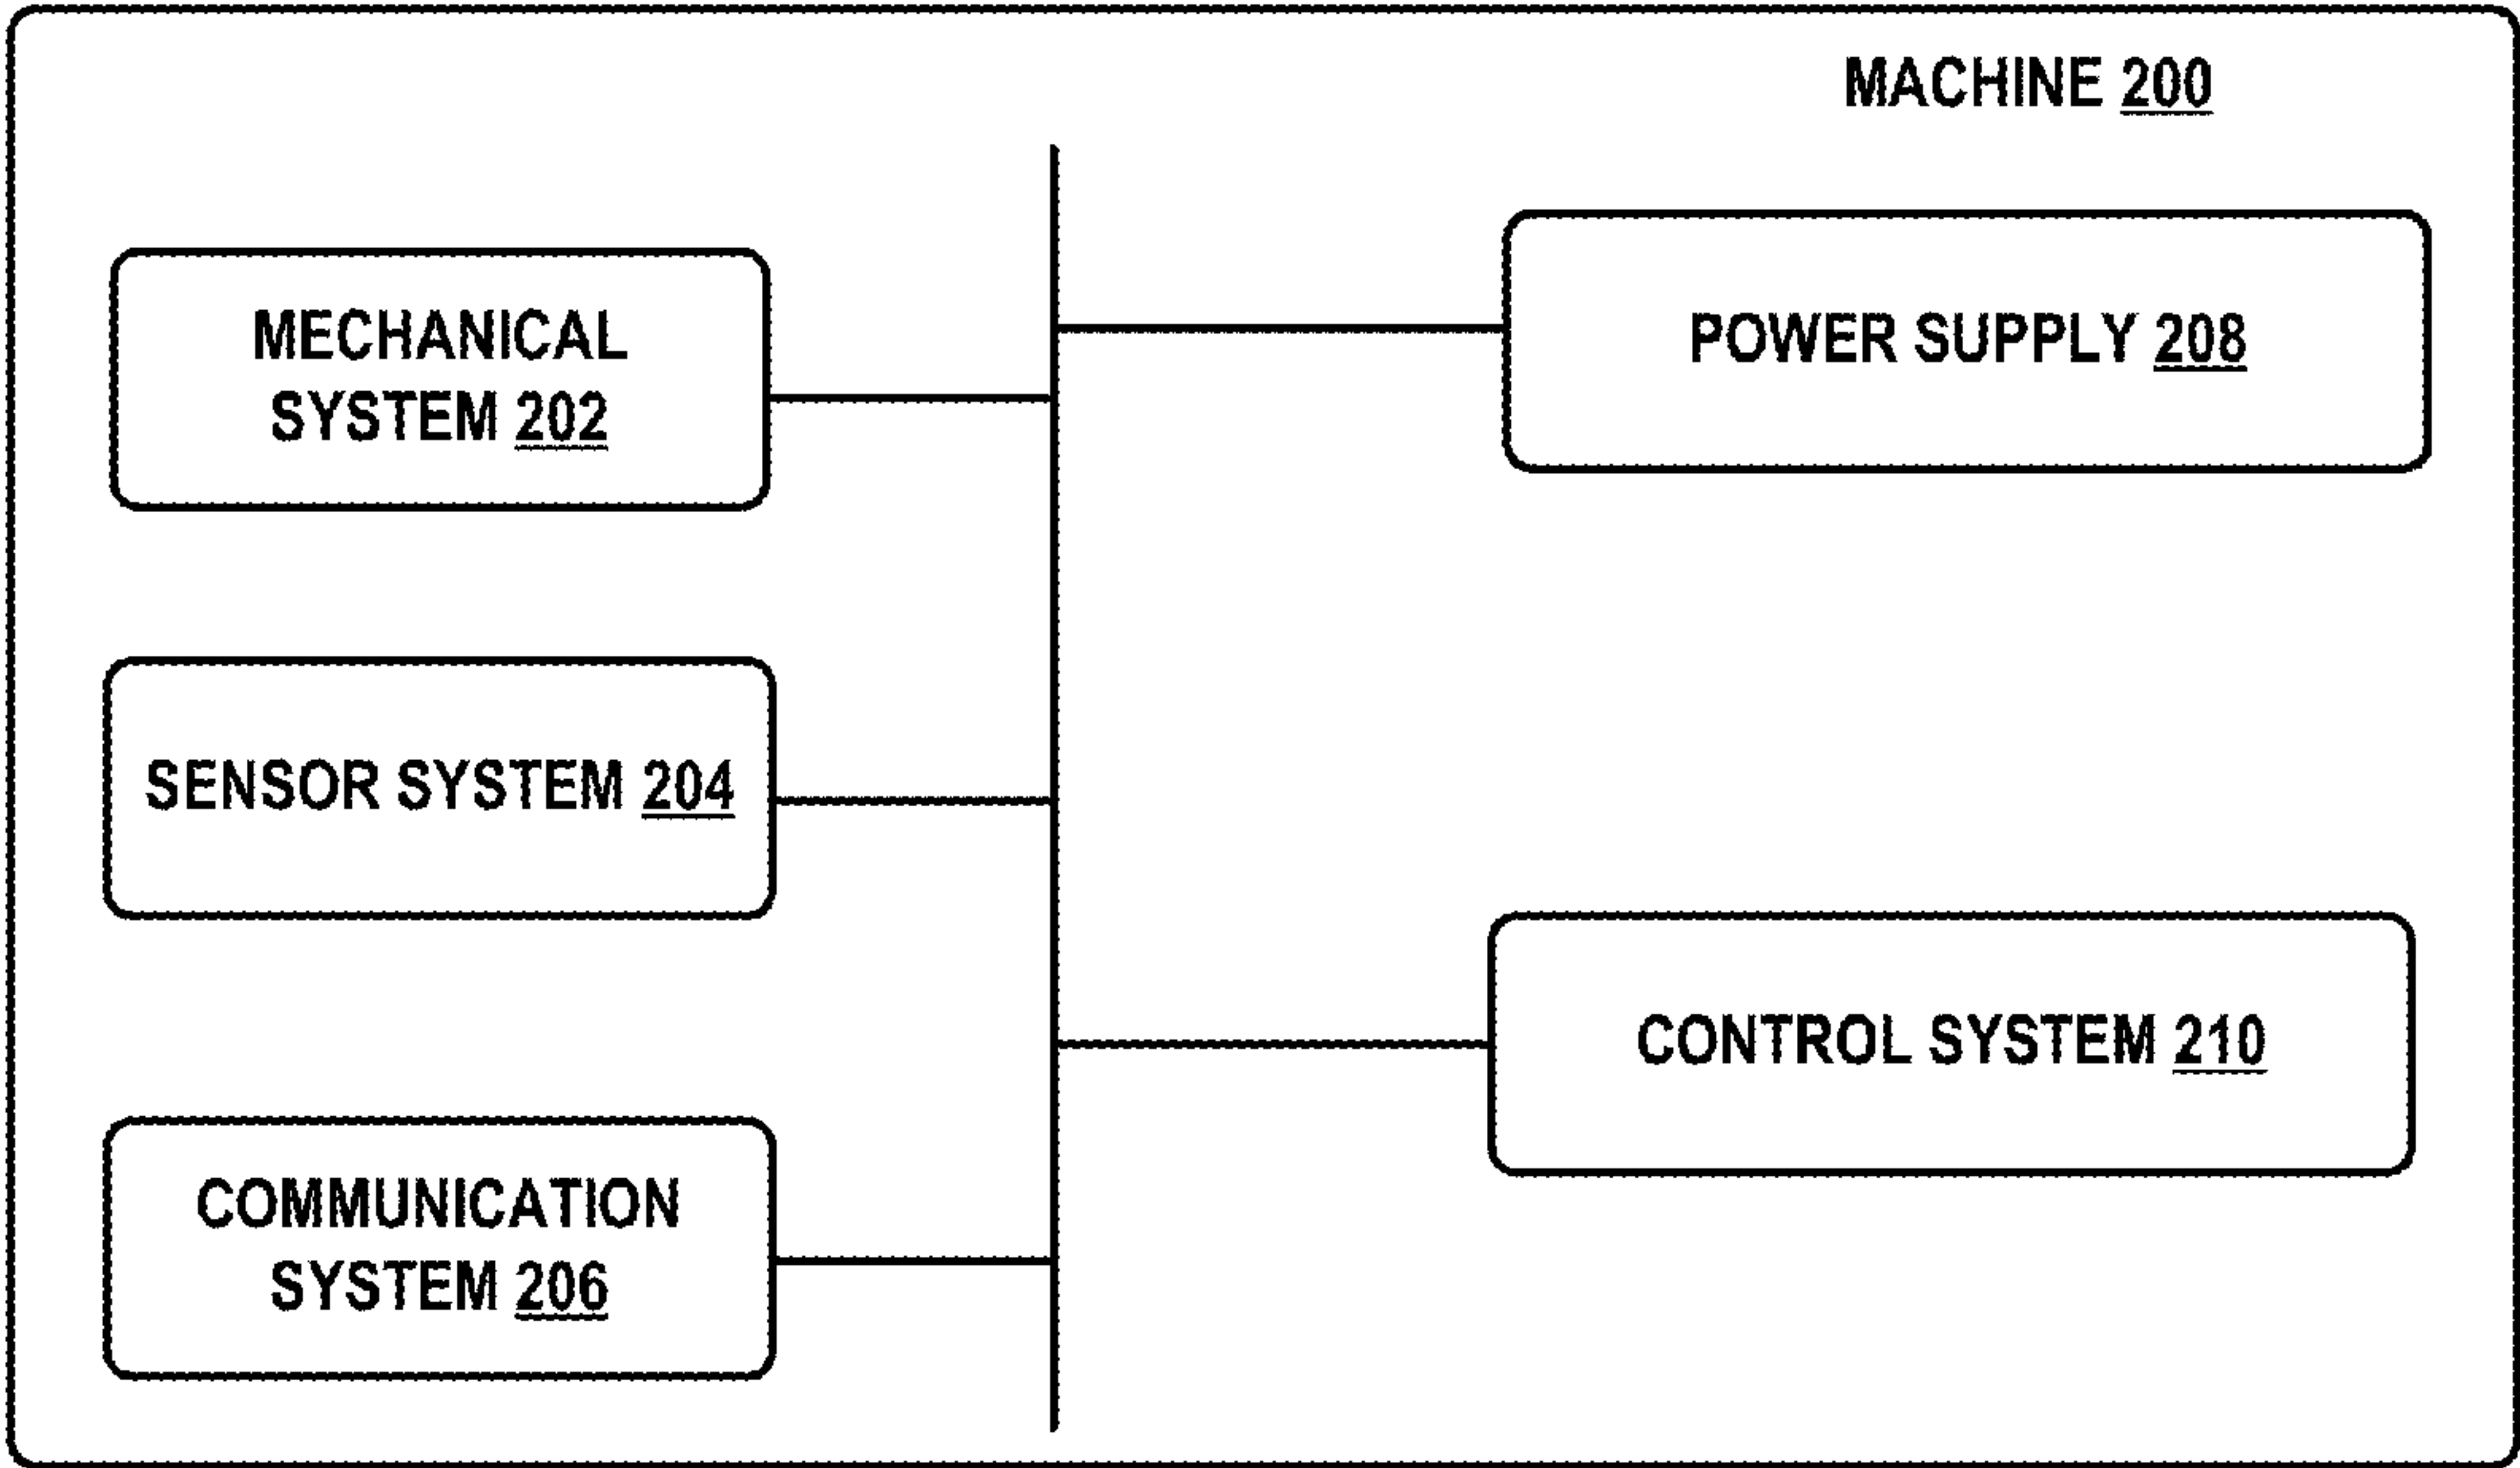 MACHINE 200
MECHANICAL
SYSTEM 202
POWER SUPPLY 208
SENSOR SYSTEM 204
CONTROL SYSTEM 210
COMMUNICATION
SYSTEM 206